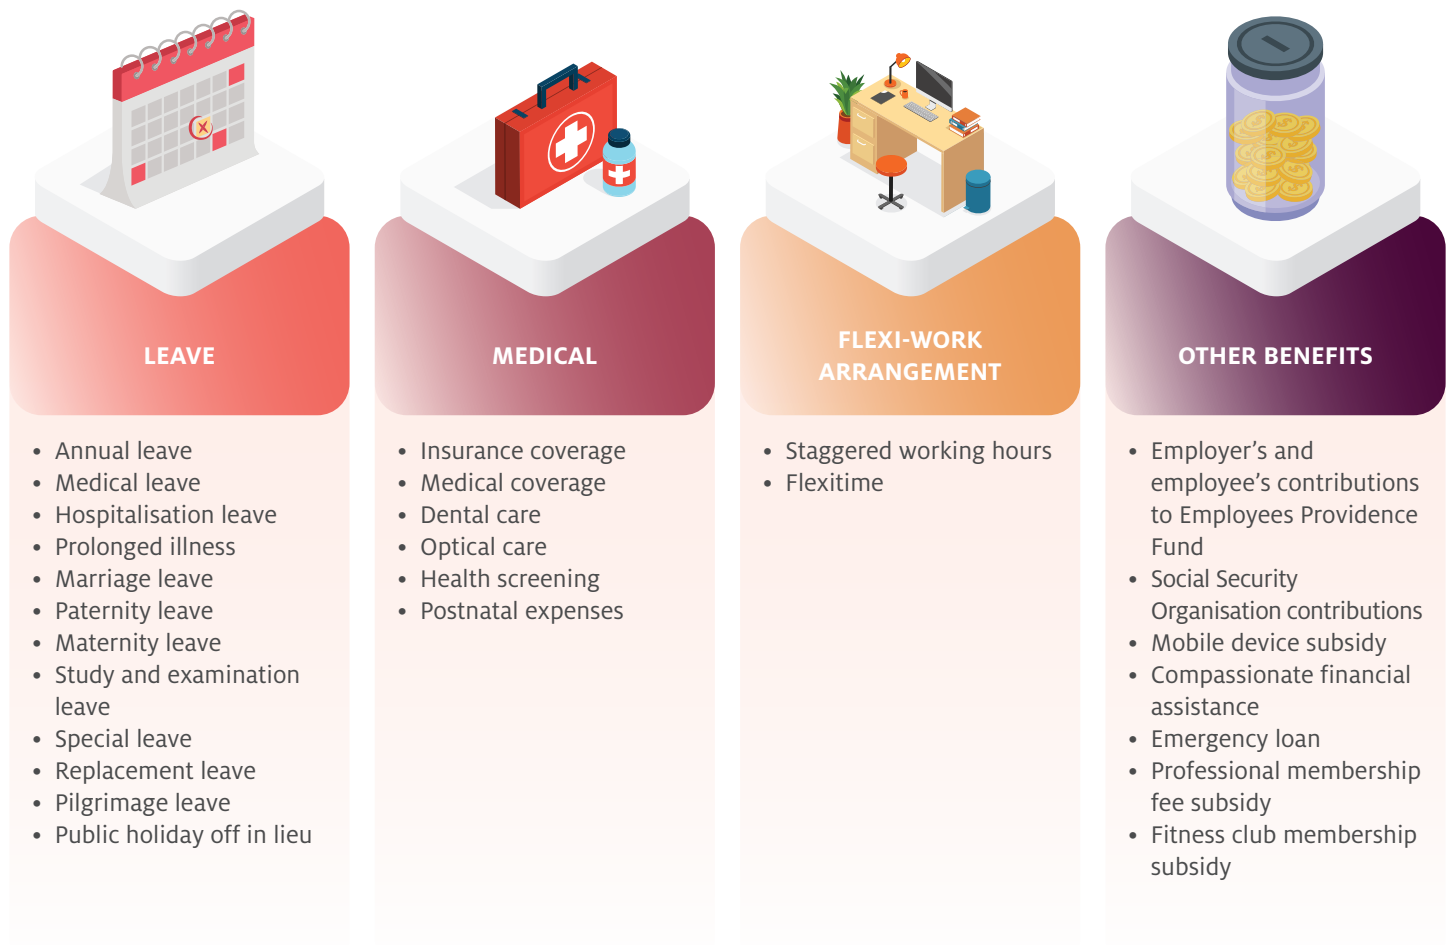 LEAVE
• Annual leave
• Medical leave
• Hospitalisation leave
• Prolonged illness
• Marriage leave
• Paternity leave
• Maternity leave
• Study and examination
leave
• Special leave
• Replacement leave
• Pilgrimage leave
• Public holiday off in lieu
MEDICAL
• Insurance coverage
• Medical coverage
• Dental care
• Optical care
• Health screening
• Postnatal expenses
FLEXI-WORK
ARRANGEMENT
• Staggered working hours
• Flexitime
OTHER BENEFITS
• Employer’s and
employee’s contributions
to Employees Providence
Fund
• Social Security
Organisation contributions
• Mobile device subsidy
• Compassionate financial
assistance
• Emergency loan
• Professional membership
fee subsidy
• Fitness club membership
subsidy